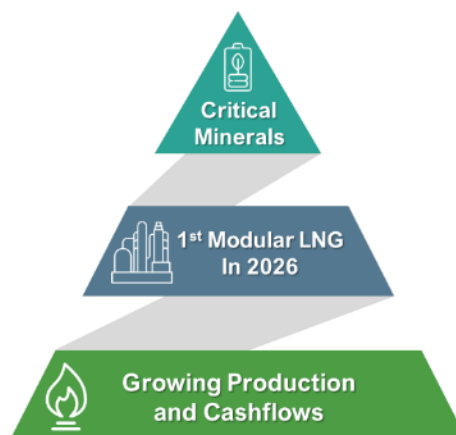 Critical
Minerals
1st Modular LNG
In 2026
Growing Production
and Cashflows